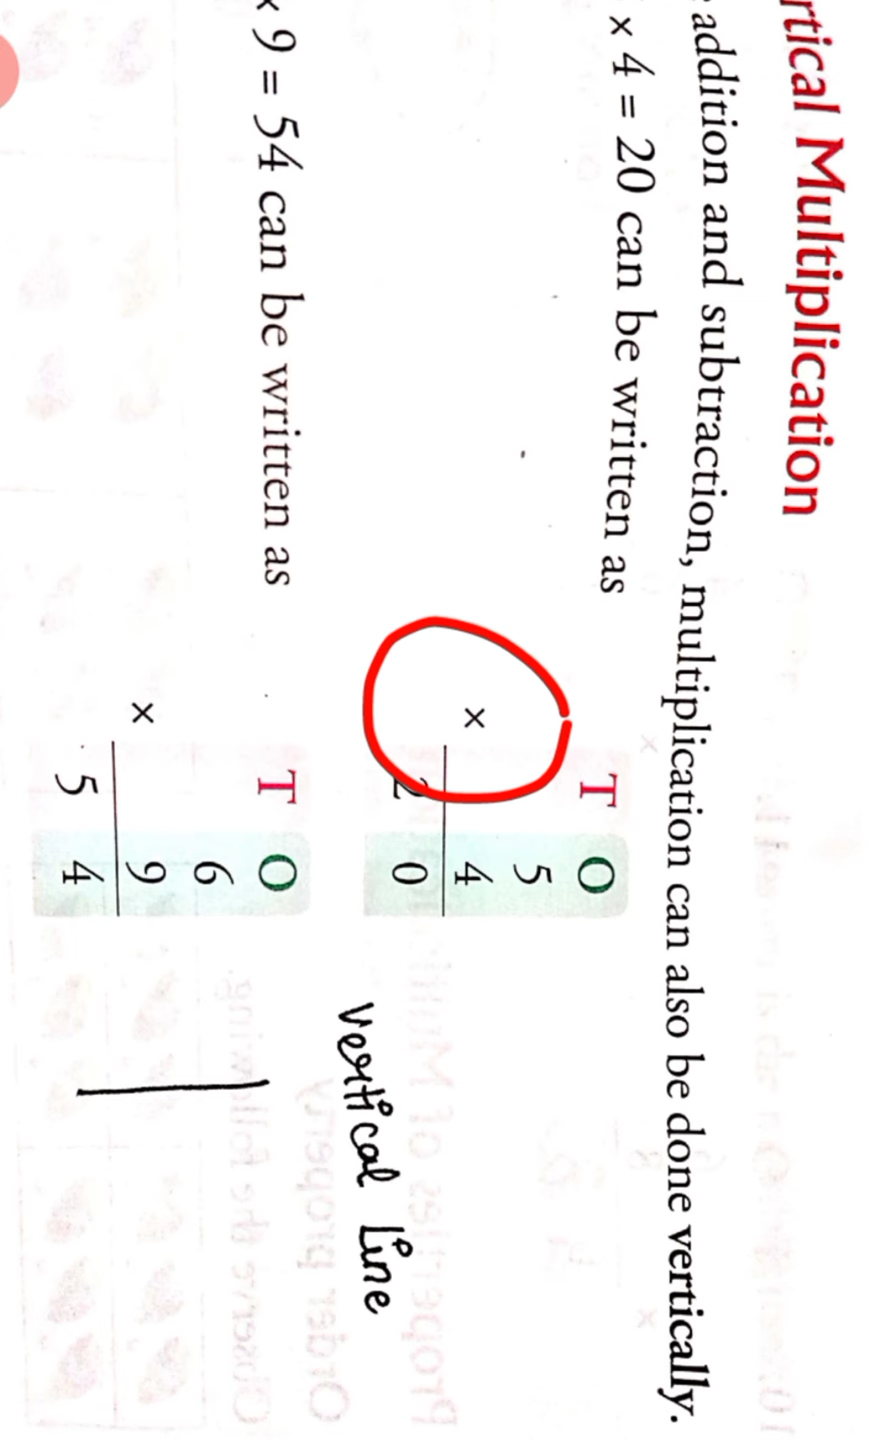 rtical Multiplication
addition and subtraction, multiplication can also be done vertically.
× 4 = 20 can be written as
T O
5
× 4
2 0
Vertical Line
× 9 = 54 can be written as
T O
6
× 9
5 4